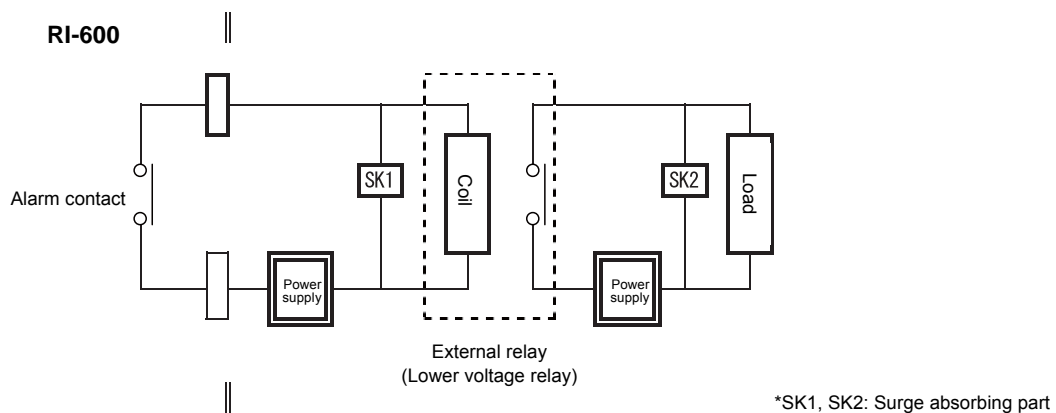 RI-600
Alarm contact
SK1
Coil
SK2
Load
Power
supply
Power
supply
External relay
(Lower voltage relay)
*SK1, SK2: Surge absorbing part